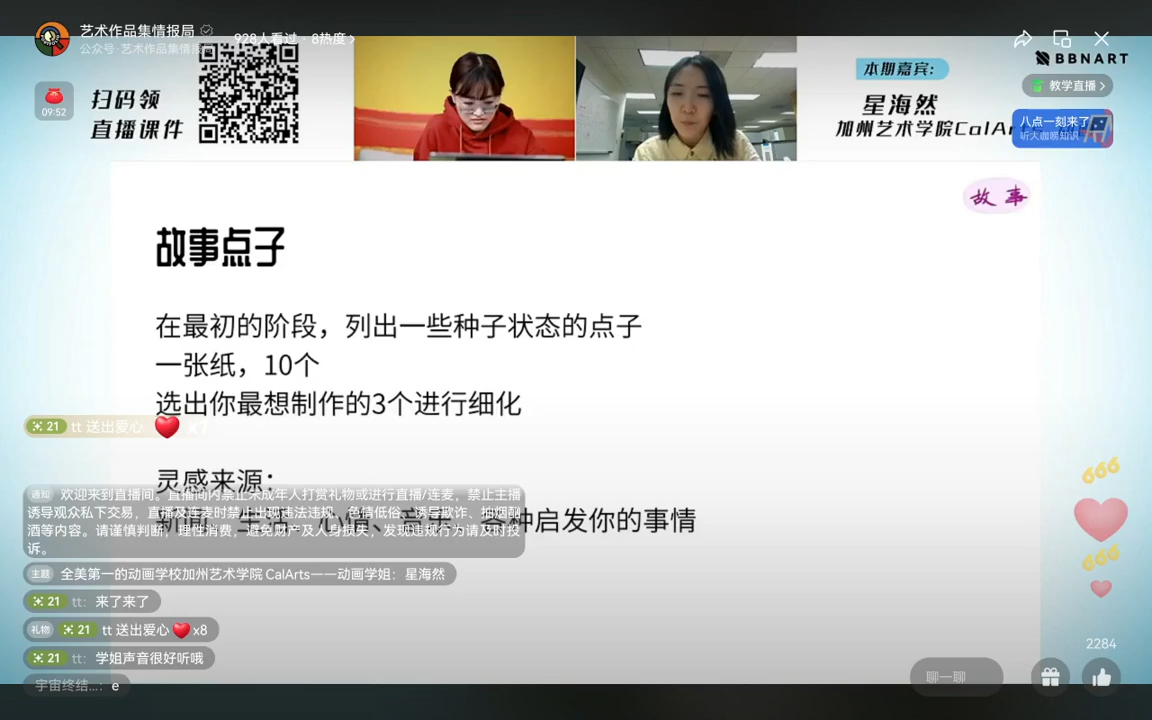 艺术作品集情报局
公众号·艺术作品集情报局
928人看过·8热度
09:52
扫码领
直播课件
本期嘉宾:
星海然
加州艺术学院CalAr
BBNART
教学直播
八点一刻来了
听大咖唠知识
故事
故事点子
在最初的阶段，列出一些种子状态的点子
一张纸，10个
选出你最想制作的3个进行细化
灵感来源：
新闻、生活、心情、音乐、各种启发你的事情
21 tt 送出爱心 x7
通知 欢迎来到直播间。直播间内禁止未成年人打赏礼物或进行直播/连麦，禁止主播
诱导观众私下交易，直播及连麦时禁止出现违法违规、色情低俗、诱导欺诈、抽烟酗
酒等内容。请谨慎判断，理性消费，避免财产及人身损失，发现违规行为请及时投
诉。
主题 全美第一的动画学校加州艺术学院 CalArts——动画学姐：星海然
21 tt: 来了来了
礼物 21 tt 送出爱心 x8
21 tt: 学姐声音很好听哦
宇宙终结...: e
666
666
2284
聊一聊